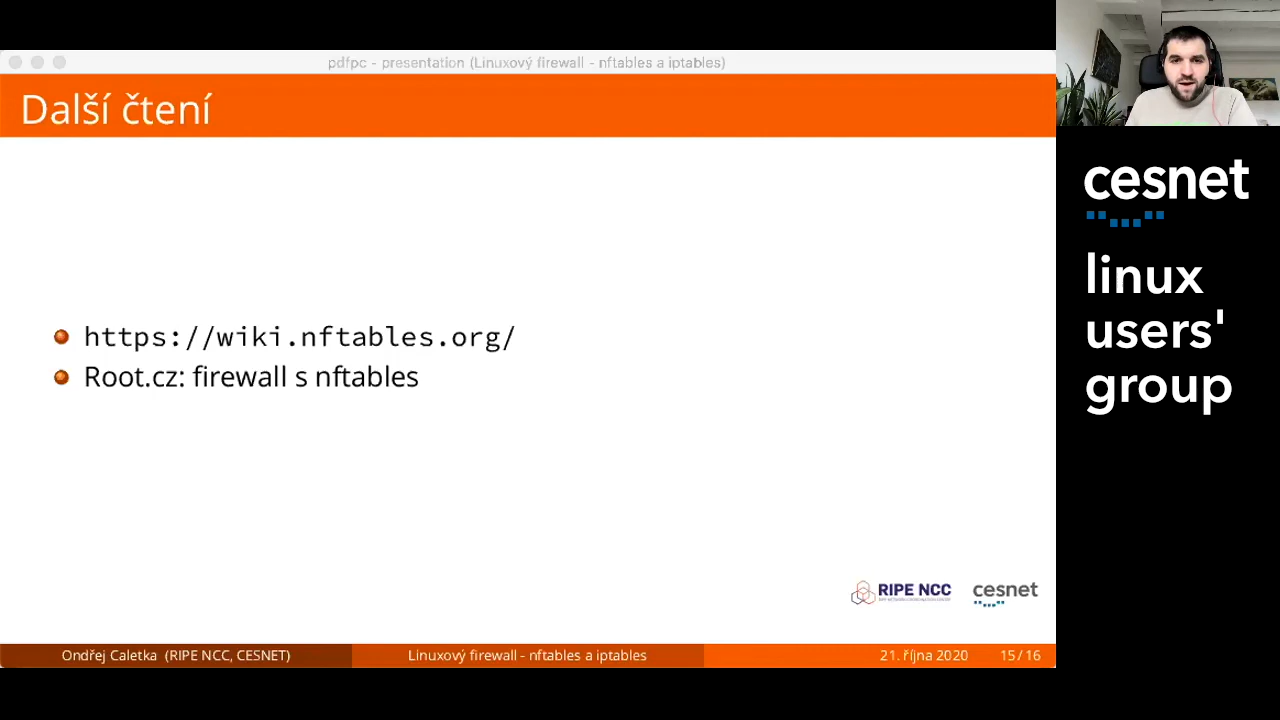 pdfpc - presentation (Linuxový firewall - nftables a iptables)
Další čtení
https://wiki.nftables.org/
Root.cz: firewall s nftables
RIPE NCC
cesnet
Ondřej Caletka (RIPE NCC, CESNET)
Linuxový firewall - nftables a iptables
21. října 2020
15 / 16
cesnet
linux
users'
group